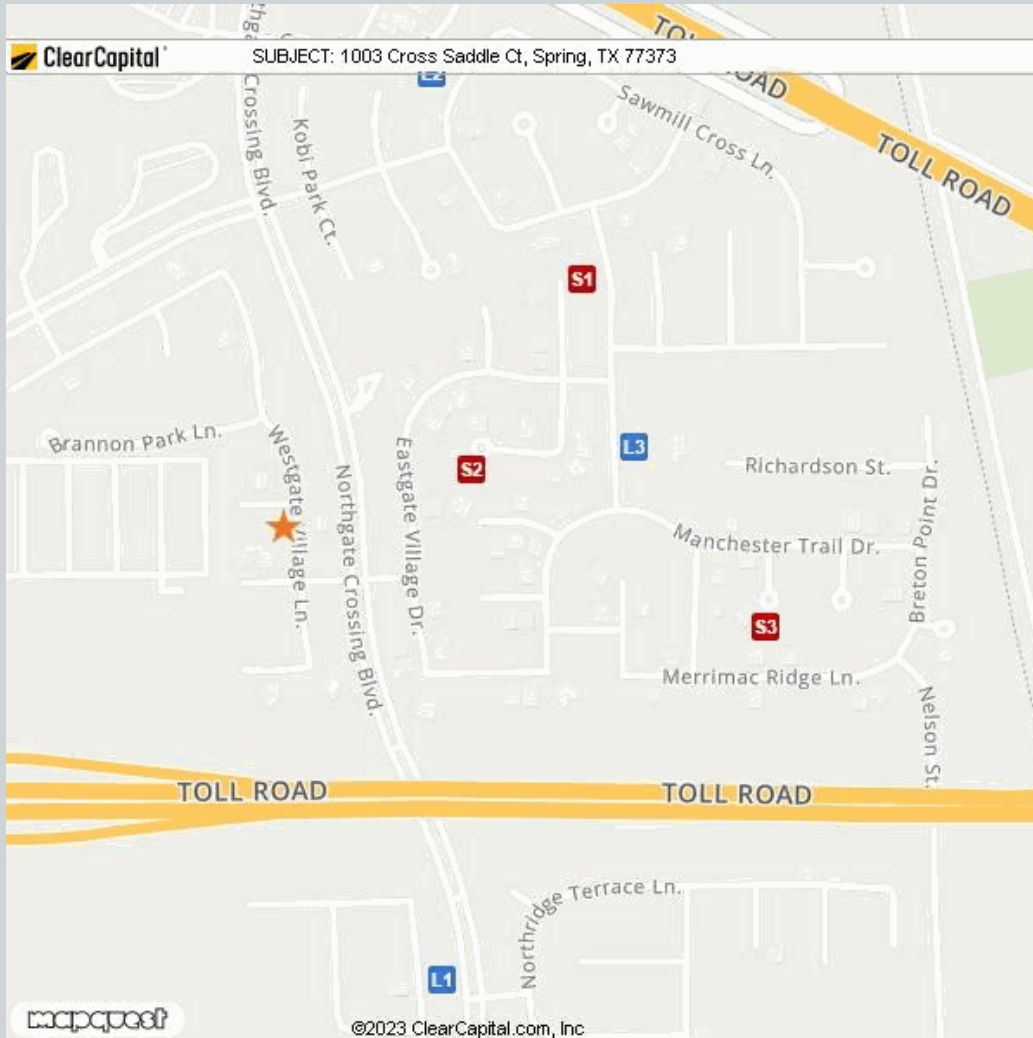 TOLL ROAD
ClearCapital®
SUBJECT: 1003 Cross Saddle Ct, Spring, TX 77373
L2
Northgate Crossing Blvd.
Kobi Park Ct.
Sawmill Cross Ln.
TOLL ROAD
S1
Brannon Park Ln.
Westgate Village Ln.
Northgate Crossing Blvd.
Eastgate Village Dr.
S2
L3
Richardson St.
Breton Point Dr.
Manchester Trail Dr.
S3
Merrimac Ridge Ln.
Nelson St.
TOLL ROAD
TOLL ROAD
Northridge Terrace Ln.
L1
mapquest
©2023 ClearCapital.com, Inc